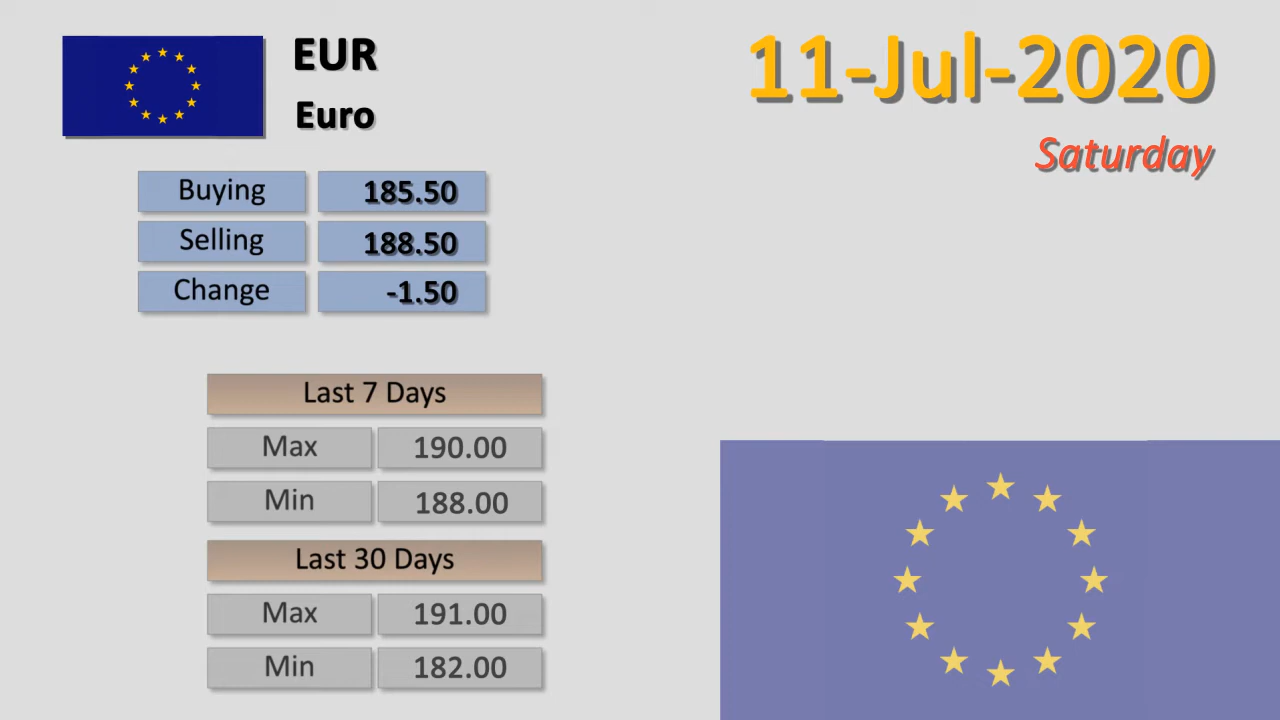 EUR
Euro
11-Jul-2020
Saturday
Buying 185.50
Selling 188.50
Change -1.50
Last 7 Days
Max 190.00
Min 188.00
Last 30 Days
Max 191.00
Min 182.00